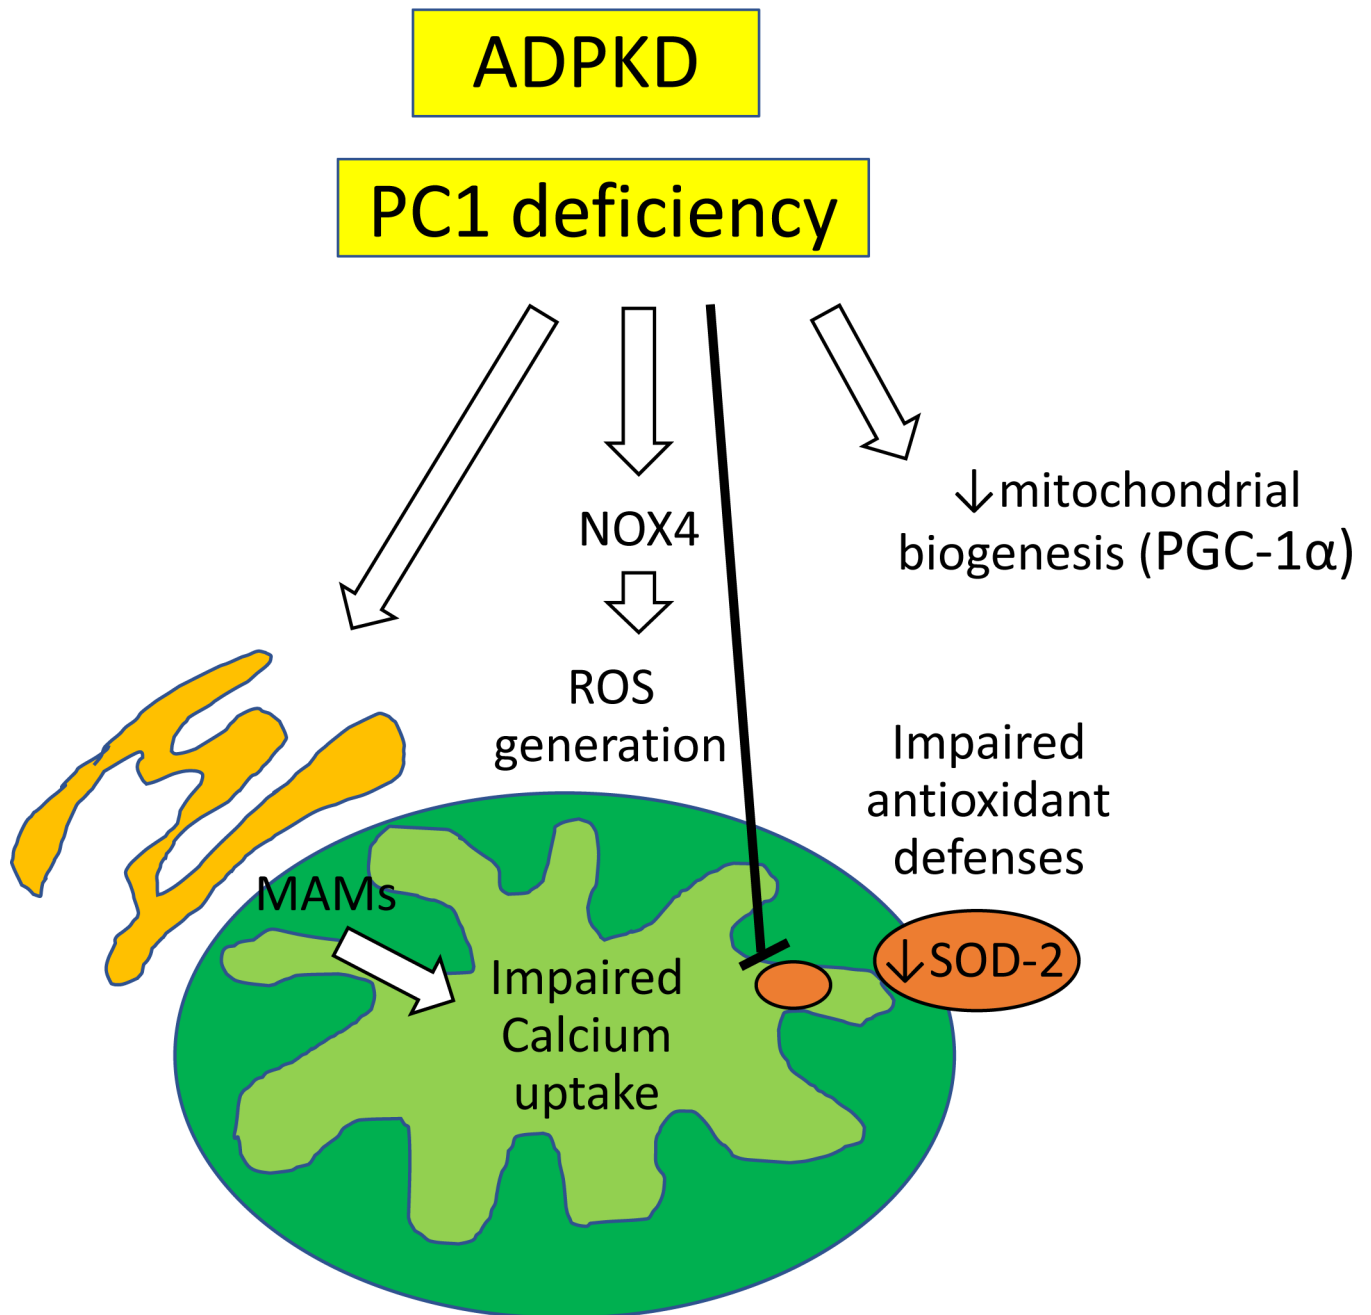 ADPKD
PC1 deficiency
↓mitochondrial
biogenesis (PGC-1α)
NOX4
ROS
generation
Impaired
antioxidant
defenses
MAMs
↓SOD-2
Impaired
Calcium
uptake